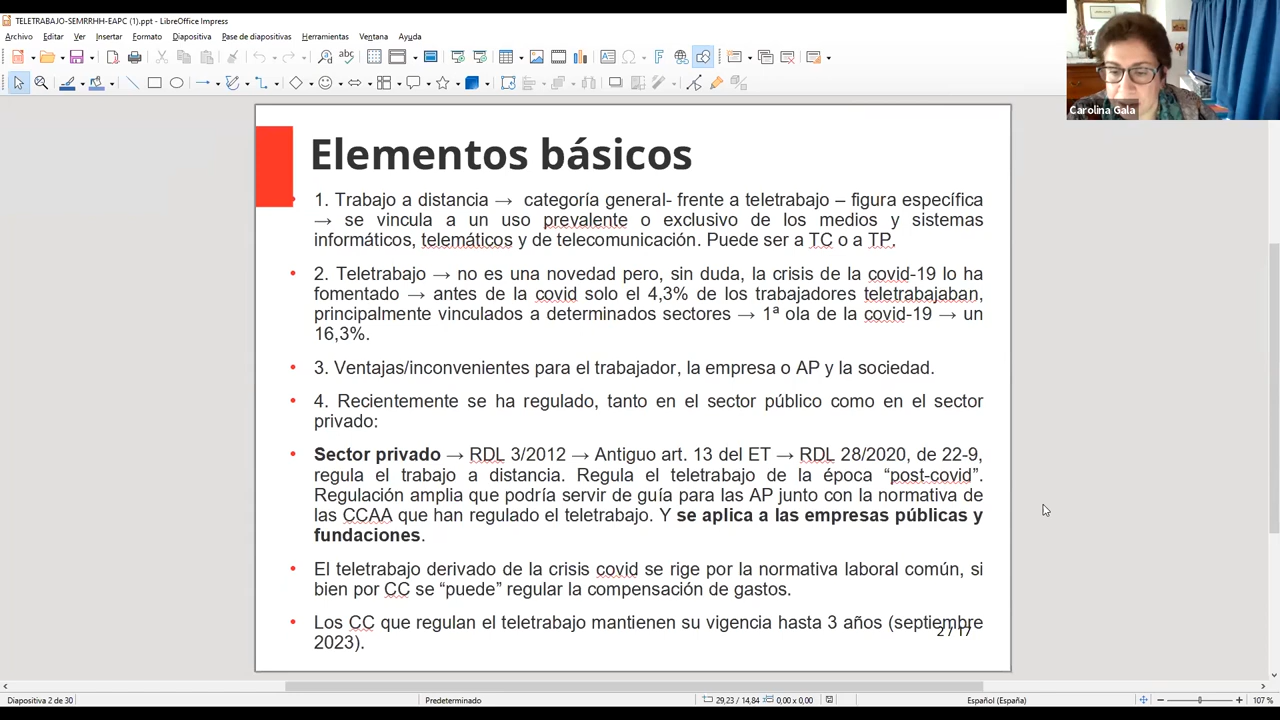 TELETRABAJO-SEMRRHH-EAPC (1).ppt - LibreOffice Impress
Archivo Editar Ver Insertar Formato Diapositiva Pase de diapositivas Herramientas Ventana Ayuda
Carolina Gala
Elementos básicos
• 1. Trabajo a distancia → categoría general- frente a teletrabajo – figura específica
→ se vincula a un uso prevalente o exclusivo de los medios y sistemas
informáticos, telemáticos y de telecomunicación. Puede ser a TC o a TP.
• 2. Teletrabajo → no es una novedad pero, sin duda, la crisis de la covid-19 lo ha
fomentado → antes de la covid solo el 4,3% de los trabajadores teletrabajaban,
principalmente vinculados a determinados sectores → 1ª ola de la covid-19 → un
16,3%.
• 3. Ventajas/inconvenientes para el trabajador, la empresa o AP y la sociedad.
• 4. Recientemente se ha regulado, tanto en el sector público como en el sector
privado:
• Sector privado → RDL 3/2012 → Antiguo art. 13 del ET → RDL 28/2020, de 22-9,
regula el trabajo a distancia. Regula el teletrabajo de la época “post-covid”.
Regulación amplia que podría servir de guía para las AP junto con la normativa de
las CCAA que han regulado el teletrabajo. Y se aplica a las empresas públicas y
fundaciones.
• El teletrabajo derivado de la crisis covid se rige por la normativa laboral común, si
bien por CC se “puede” regular la compensación de gastos.
• Los CC que regulan el teletrabajo mantienen su vigencia hasta 3 años (septiembre
2023).
2 / 17
Diapositiva 2 de 30 Predeterminado 29,23 / 14,84 0,00 x 0,00 Español (España) 107 %